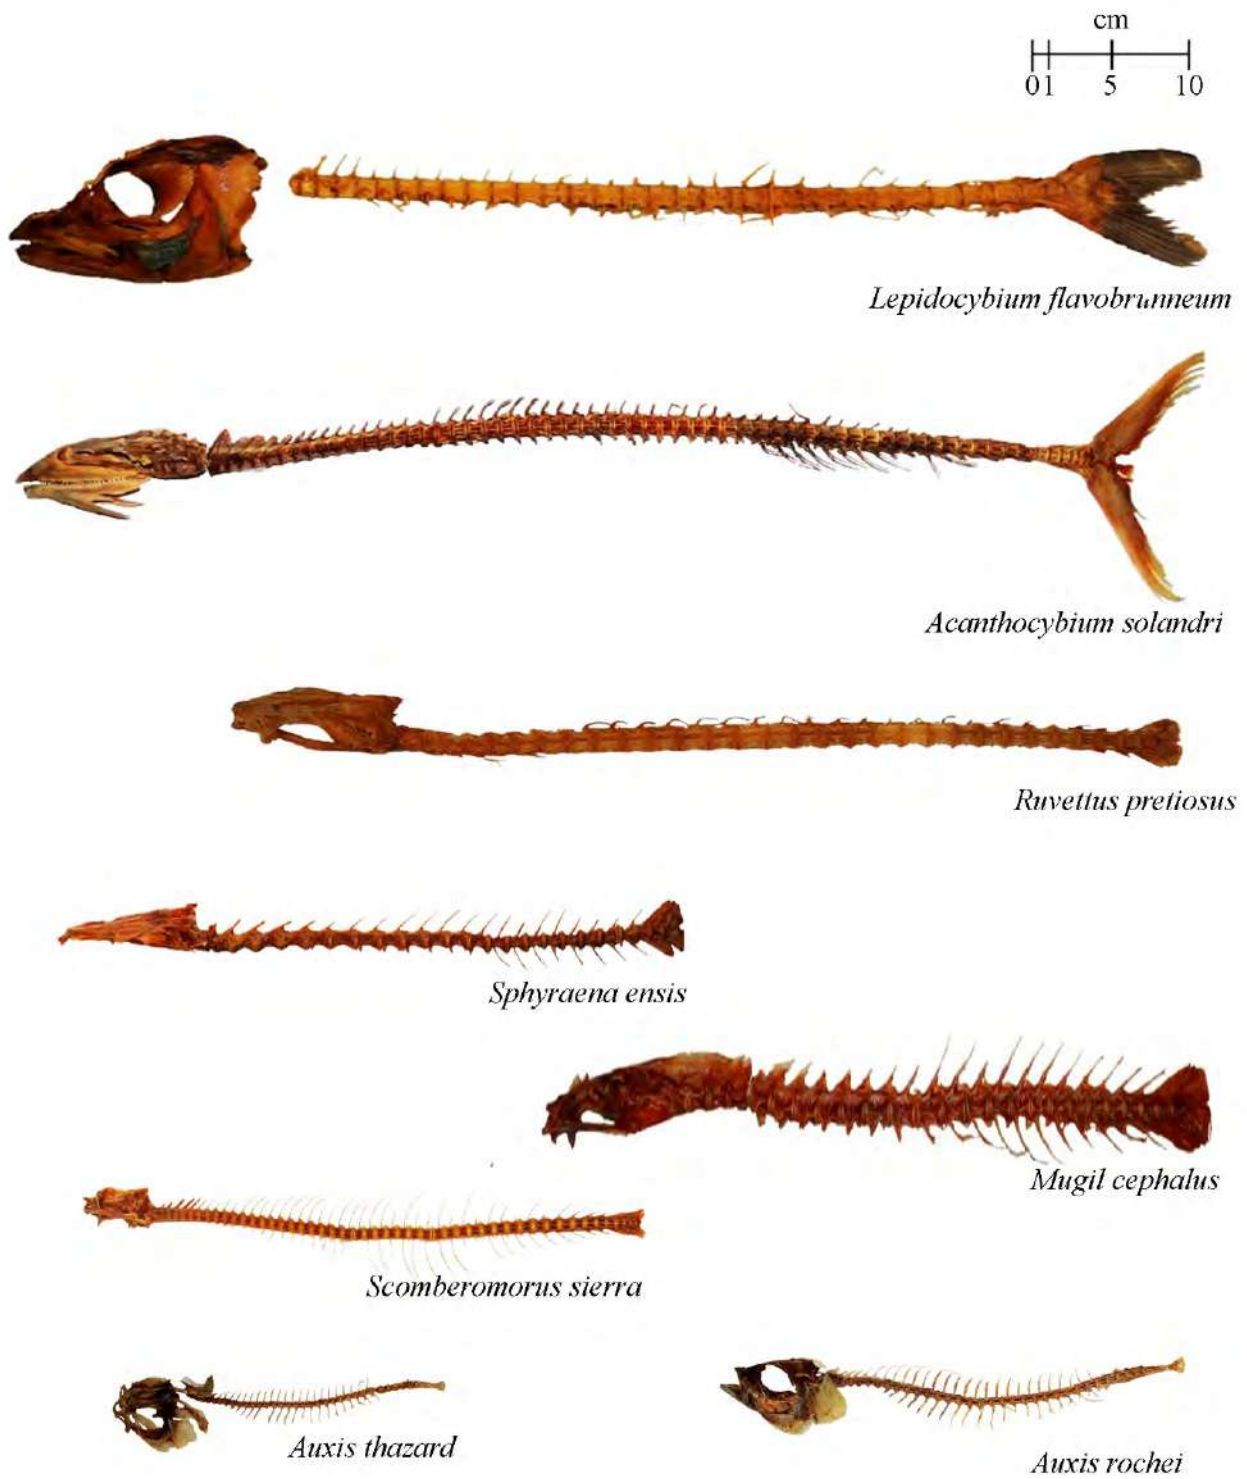 cm
01 5 10
Lepidocybium flavobrunneum
Acanthocybium solandri
Ruvettus pretiosus
Sphyraena ensis
Mugil cephalus
Scomberomorus sierra
Auxis thazard
Auxis rochei